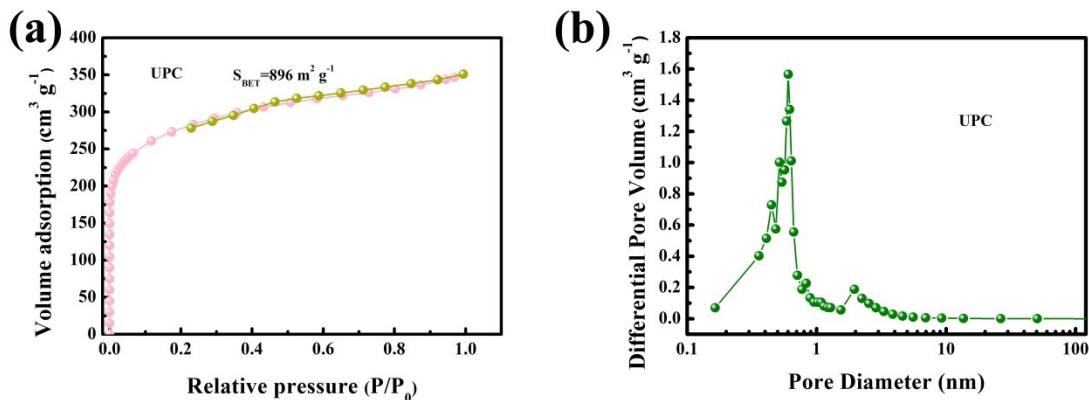 (a)
Volume adsorption (cm³ g⁻¹)
400
350
300
250
200
150
100
50
0
UPC
S_BET=896 m² g⁻¹
0.0 0.2 0.4 0.6 0.8 1.0
Relative pressure (P/P₀)
(b)
Differential Pore Volume (cm³ g⁻¹)
1.8
1.6
1.4
1.2
1.0
0.8
0.6
0.4
0.2
0.0
UPC
0.1 1 10 100
Pore Diameter (nm)